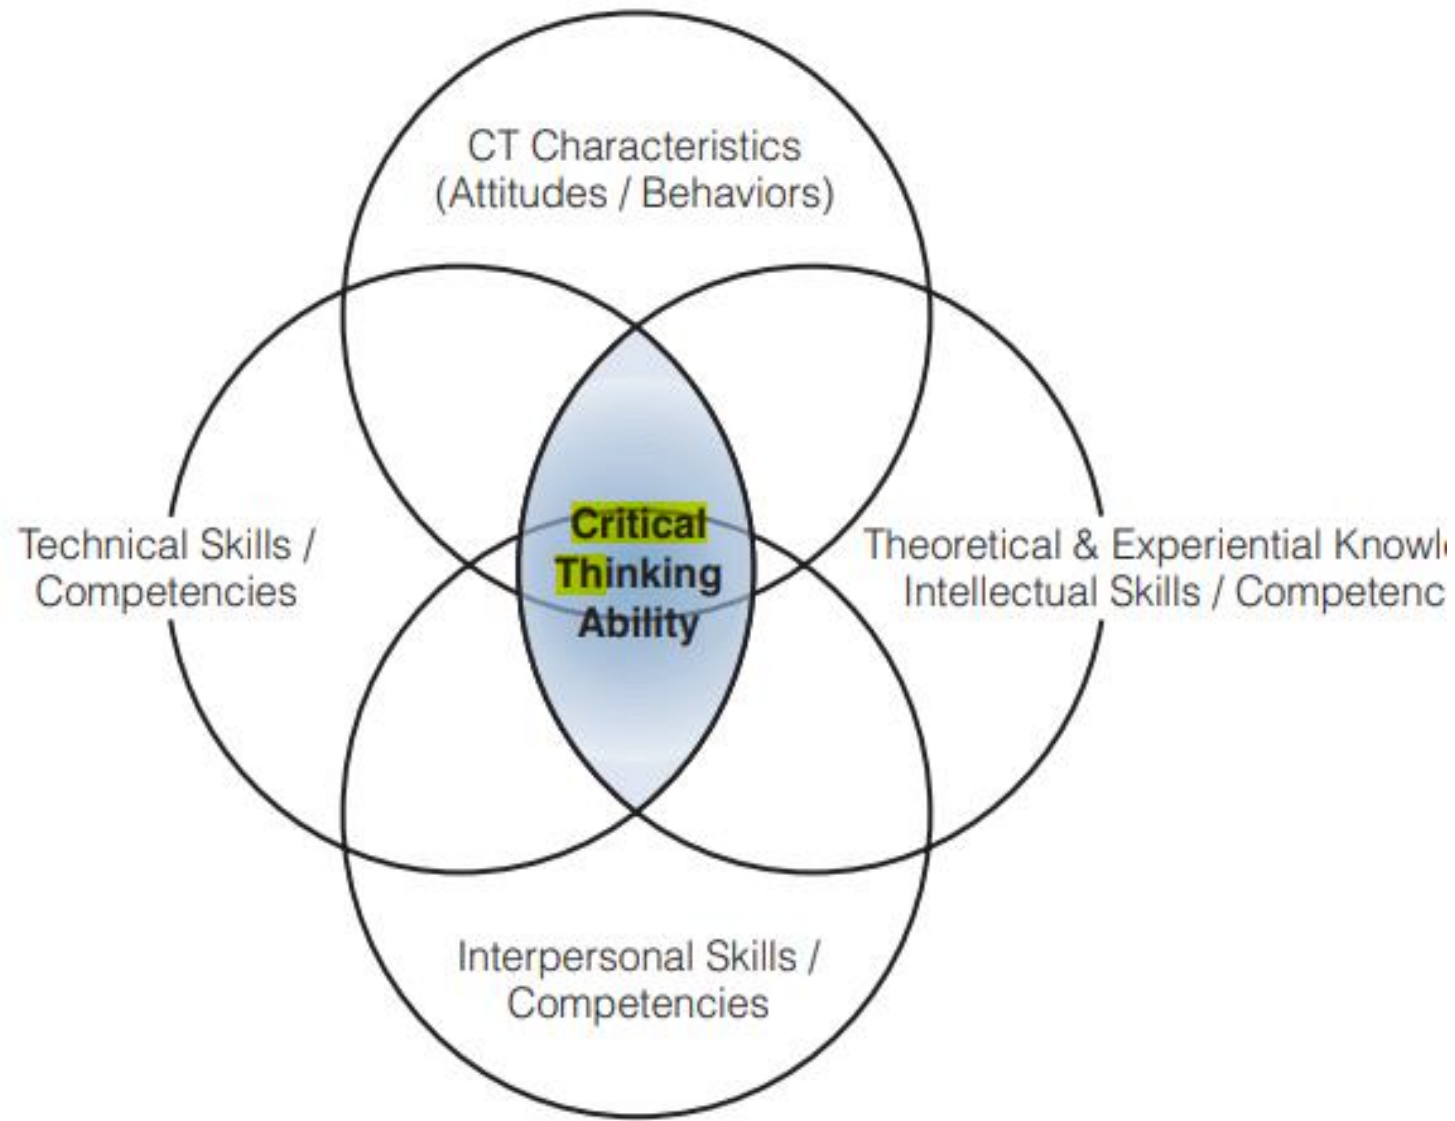 CT Characteristics
(Attitudes / Behaviors)
Critical
Thinking
Ability
Technical Skills /
Competencies
Theoretical & Experiential
Intellectual Skills /
Interpersonal Skills /
Competencies